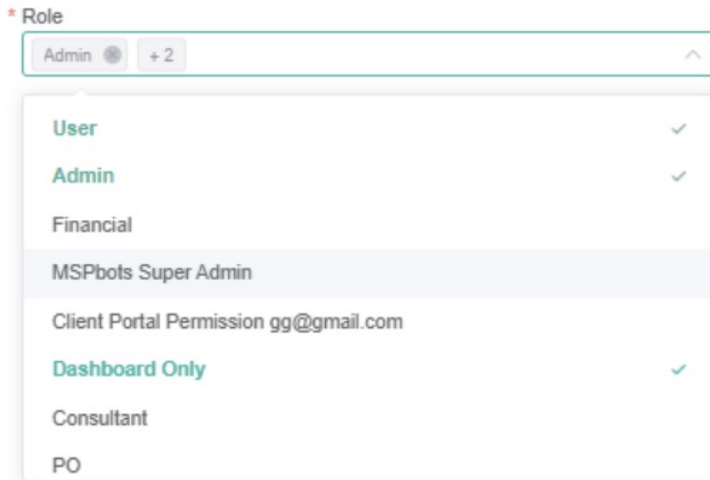 * Role
Admin + 2
User
Admin
Financial
MSPbots Super Admin
Client Portal Permission gg@gmail.com
Dashboard Only
Consultant
PO